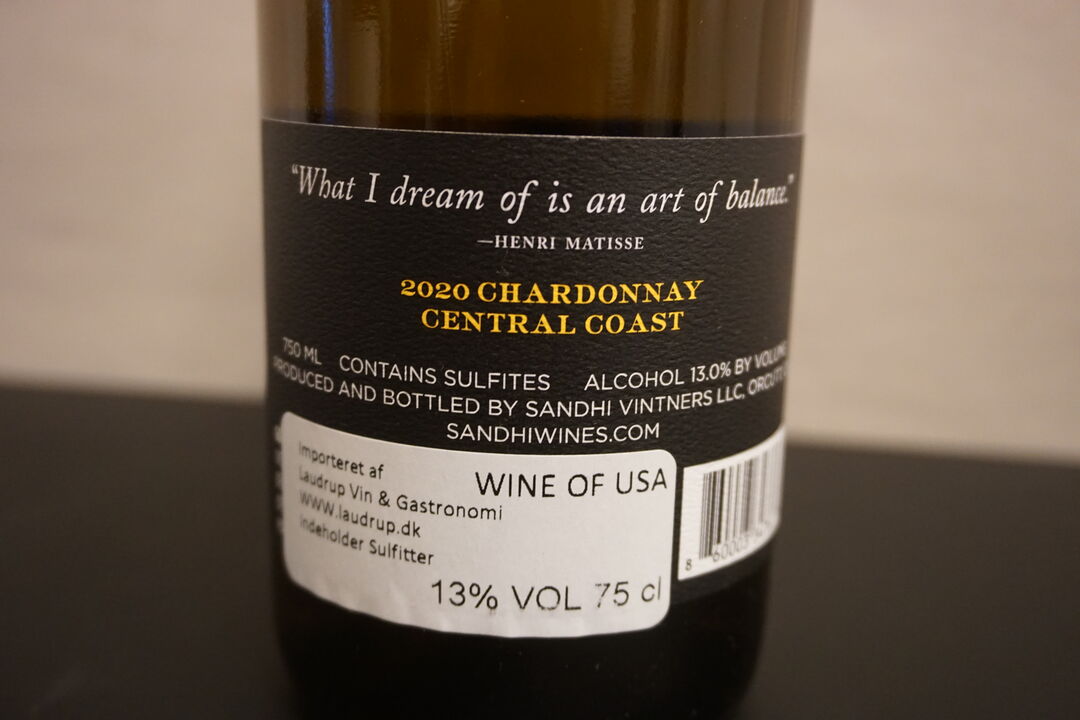 “What I dream of is an art of balance.”
—HENRI MATISSE
2020 CHARDONNAY
CENTRAL COAST
750 ML CONTAINS SULFITES ALCOHOL 13.0% BY VOLUME
PRODUCED AND BOTTLED BY SANDHI VINTNERS LLC, ORCUTT
SANDHIWINES.COM
Importeret af
Laudrup Vin & Gastronomi
WWW.laudrup.dk
Indeholder Sulfitter
WINE OF USA
13% VOL 75 cl
8